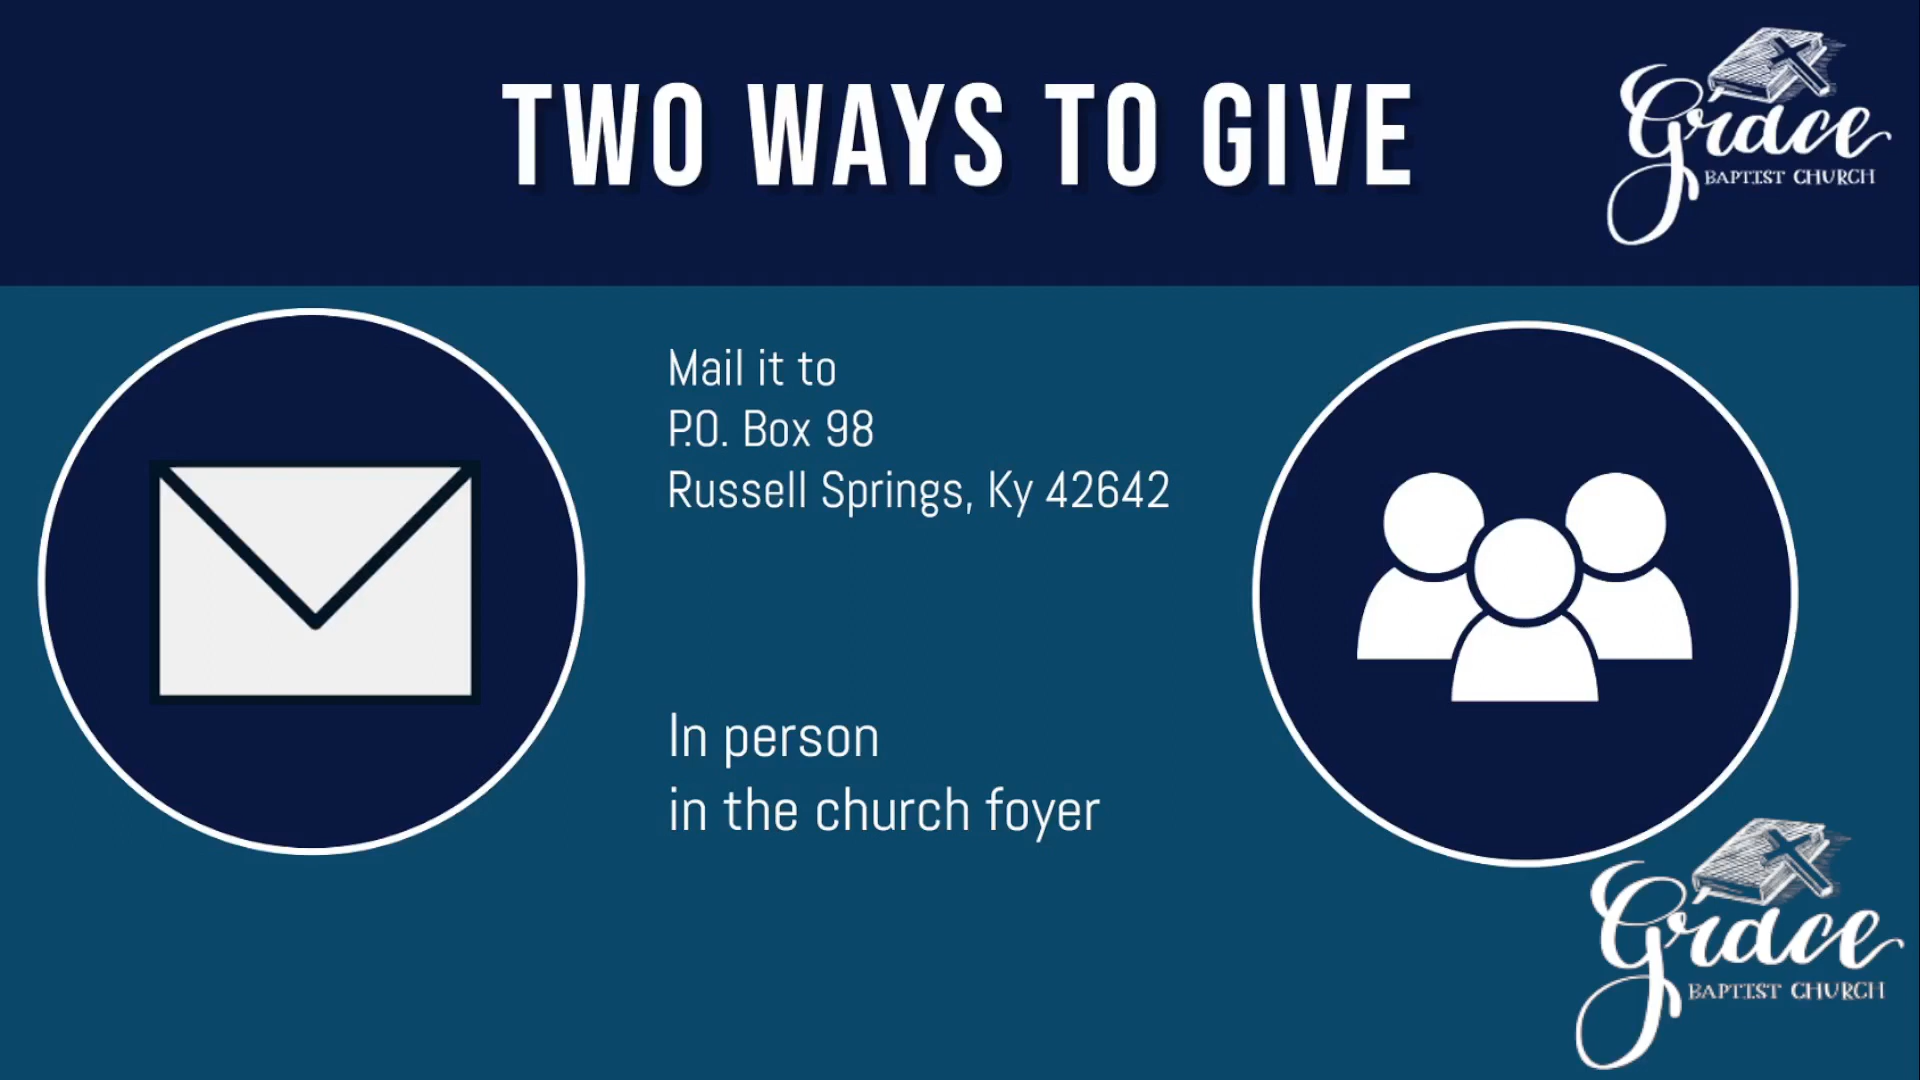 TWO WAYS TO GIVE
Grace
BAPTIST CHURCH
Mail it to
P.O. Box 98
Russell Springs, Ky 42642
In person
in the church foyer
Grace
BAPTIST CHURCH